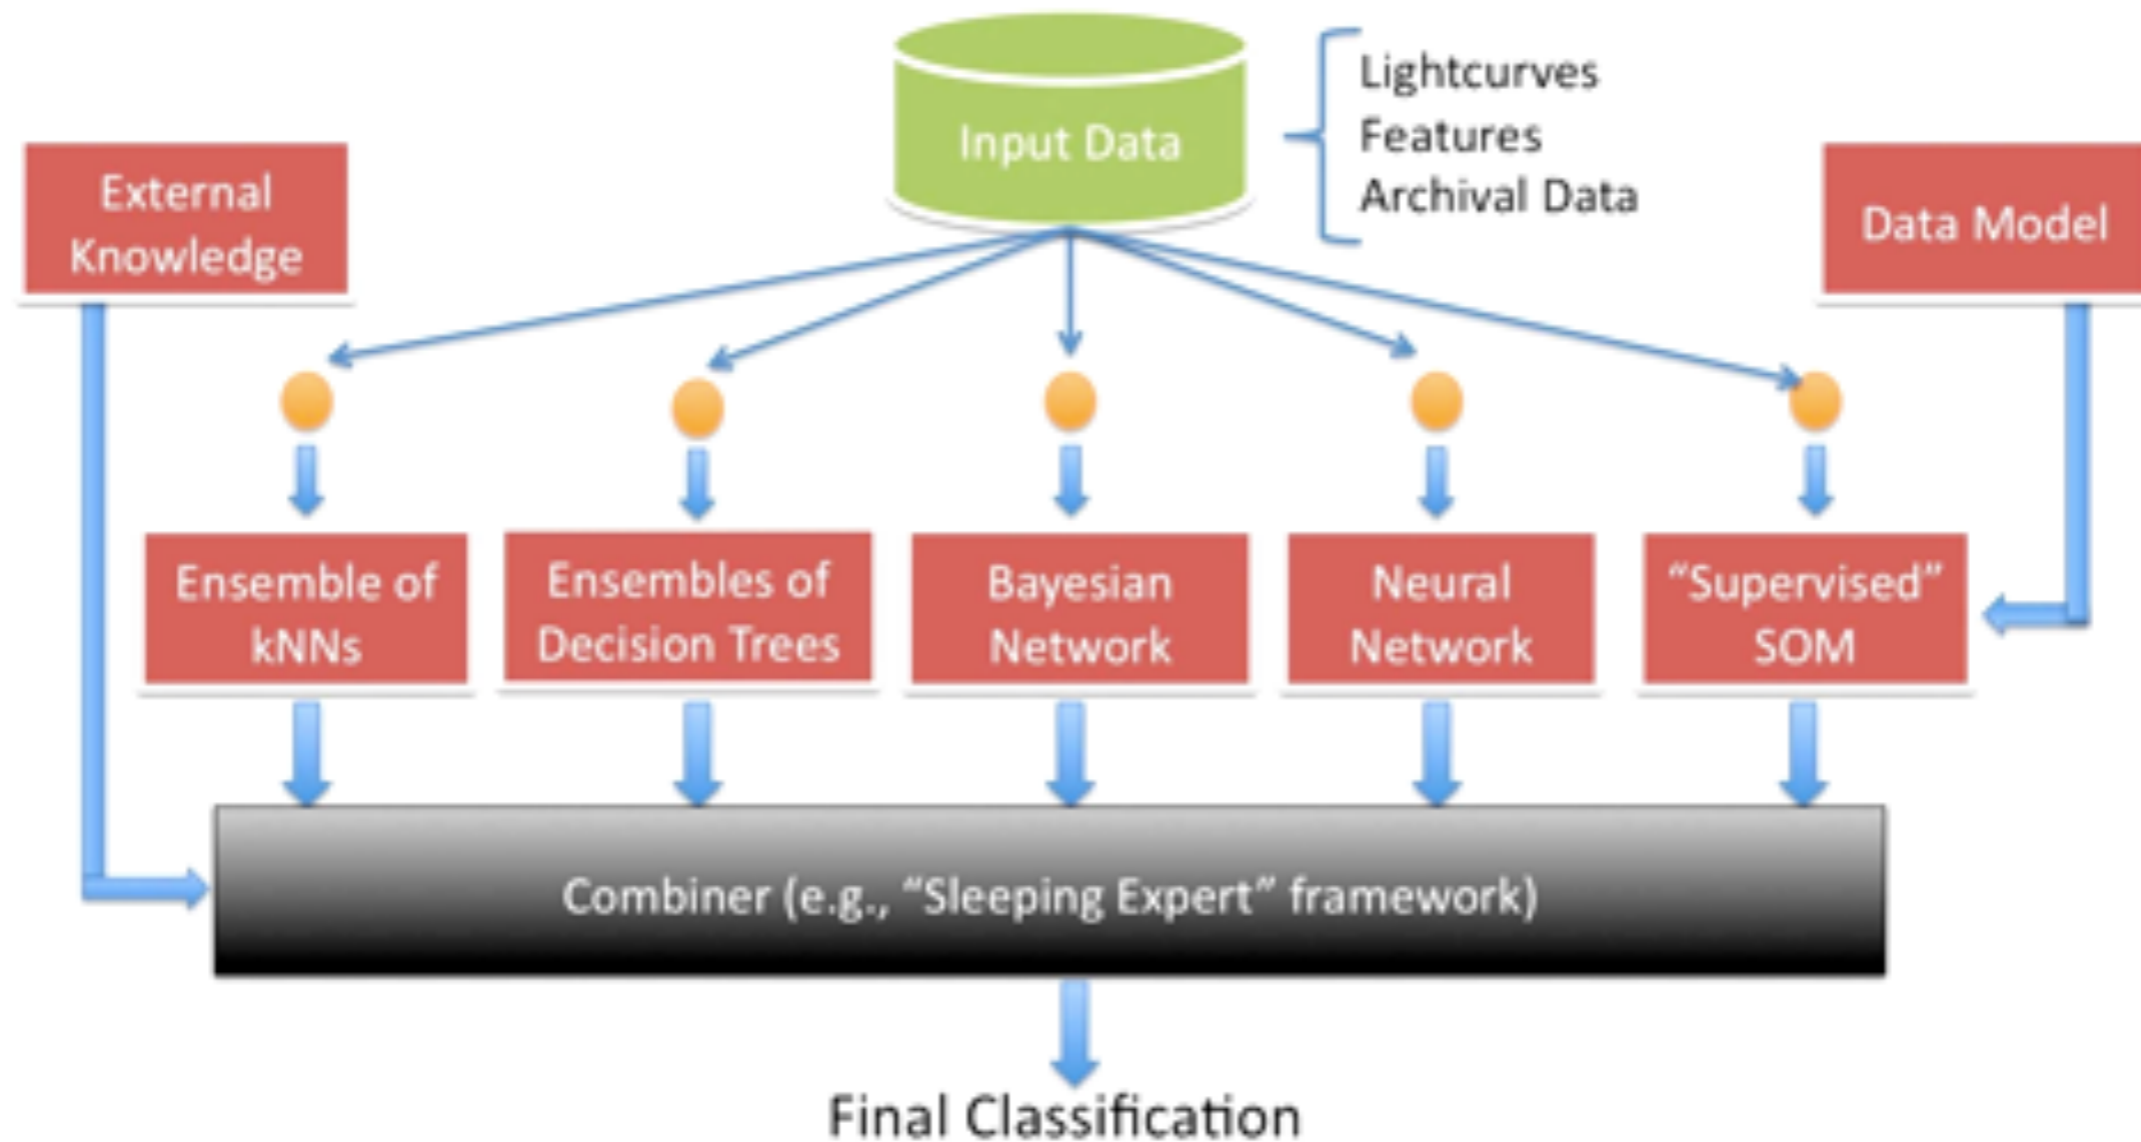 Input Data
Lightcurves
Features
Archival Data
External
Knowledge
Data Model
Ensemble of
kNNs
Ensembles of
Decision Trees
Bayesian
Network
Neural
Network
“Supervised”
SOM
Combiner (e.g., “Sleeping Expert” framework)
Final Classification